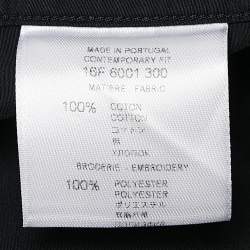 MADE IN PORTUGAL
CONTEMPORARY FIT
16F 6001 300
MATIERE FABRIC
100% COTON
COTTON
コットン
棉
ХЛОПОК
BRODERIE - EMBROIDERY
100% POLYESTER
POLYESTER
ポリエステル